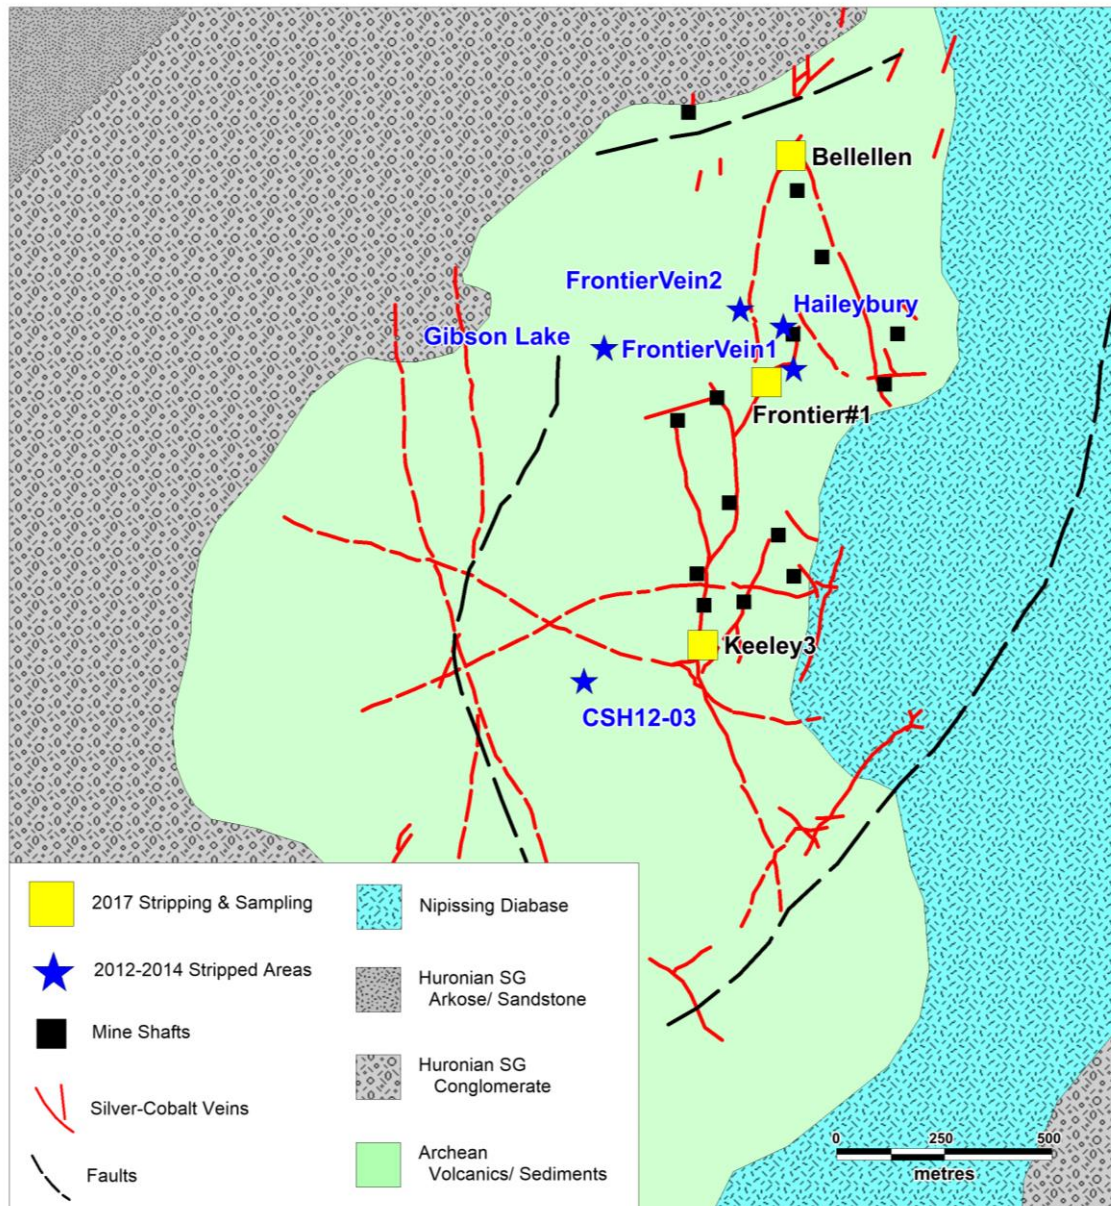 Bellellen
FrontierVein2
Haileybury
Gibson Lake
FrontierVein1
Frontier#1
Keeley3
CSH12-03
2017 Stripping & Sampling
2012-2014 Stripped Areas
Mine Shafts
Silver-Cobalt Veins
Faults
Nipissing Diabase
Huronian SG
Arkose/ Sandstone
Huronian SG
Conglomerate
Archean
Volcanics/ Sediments
0 250 500
metres